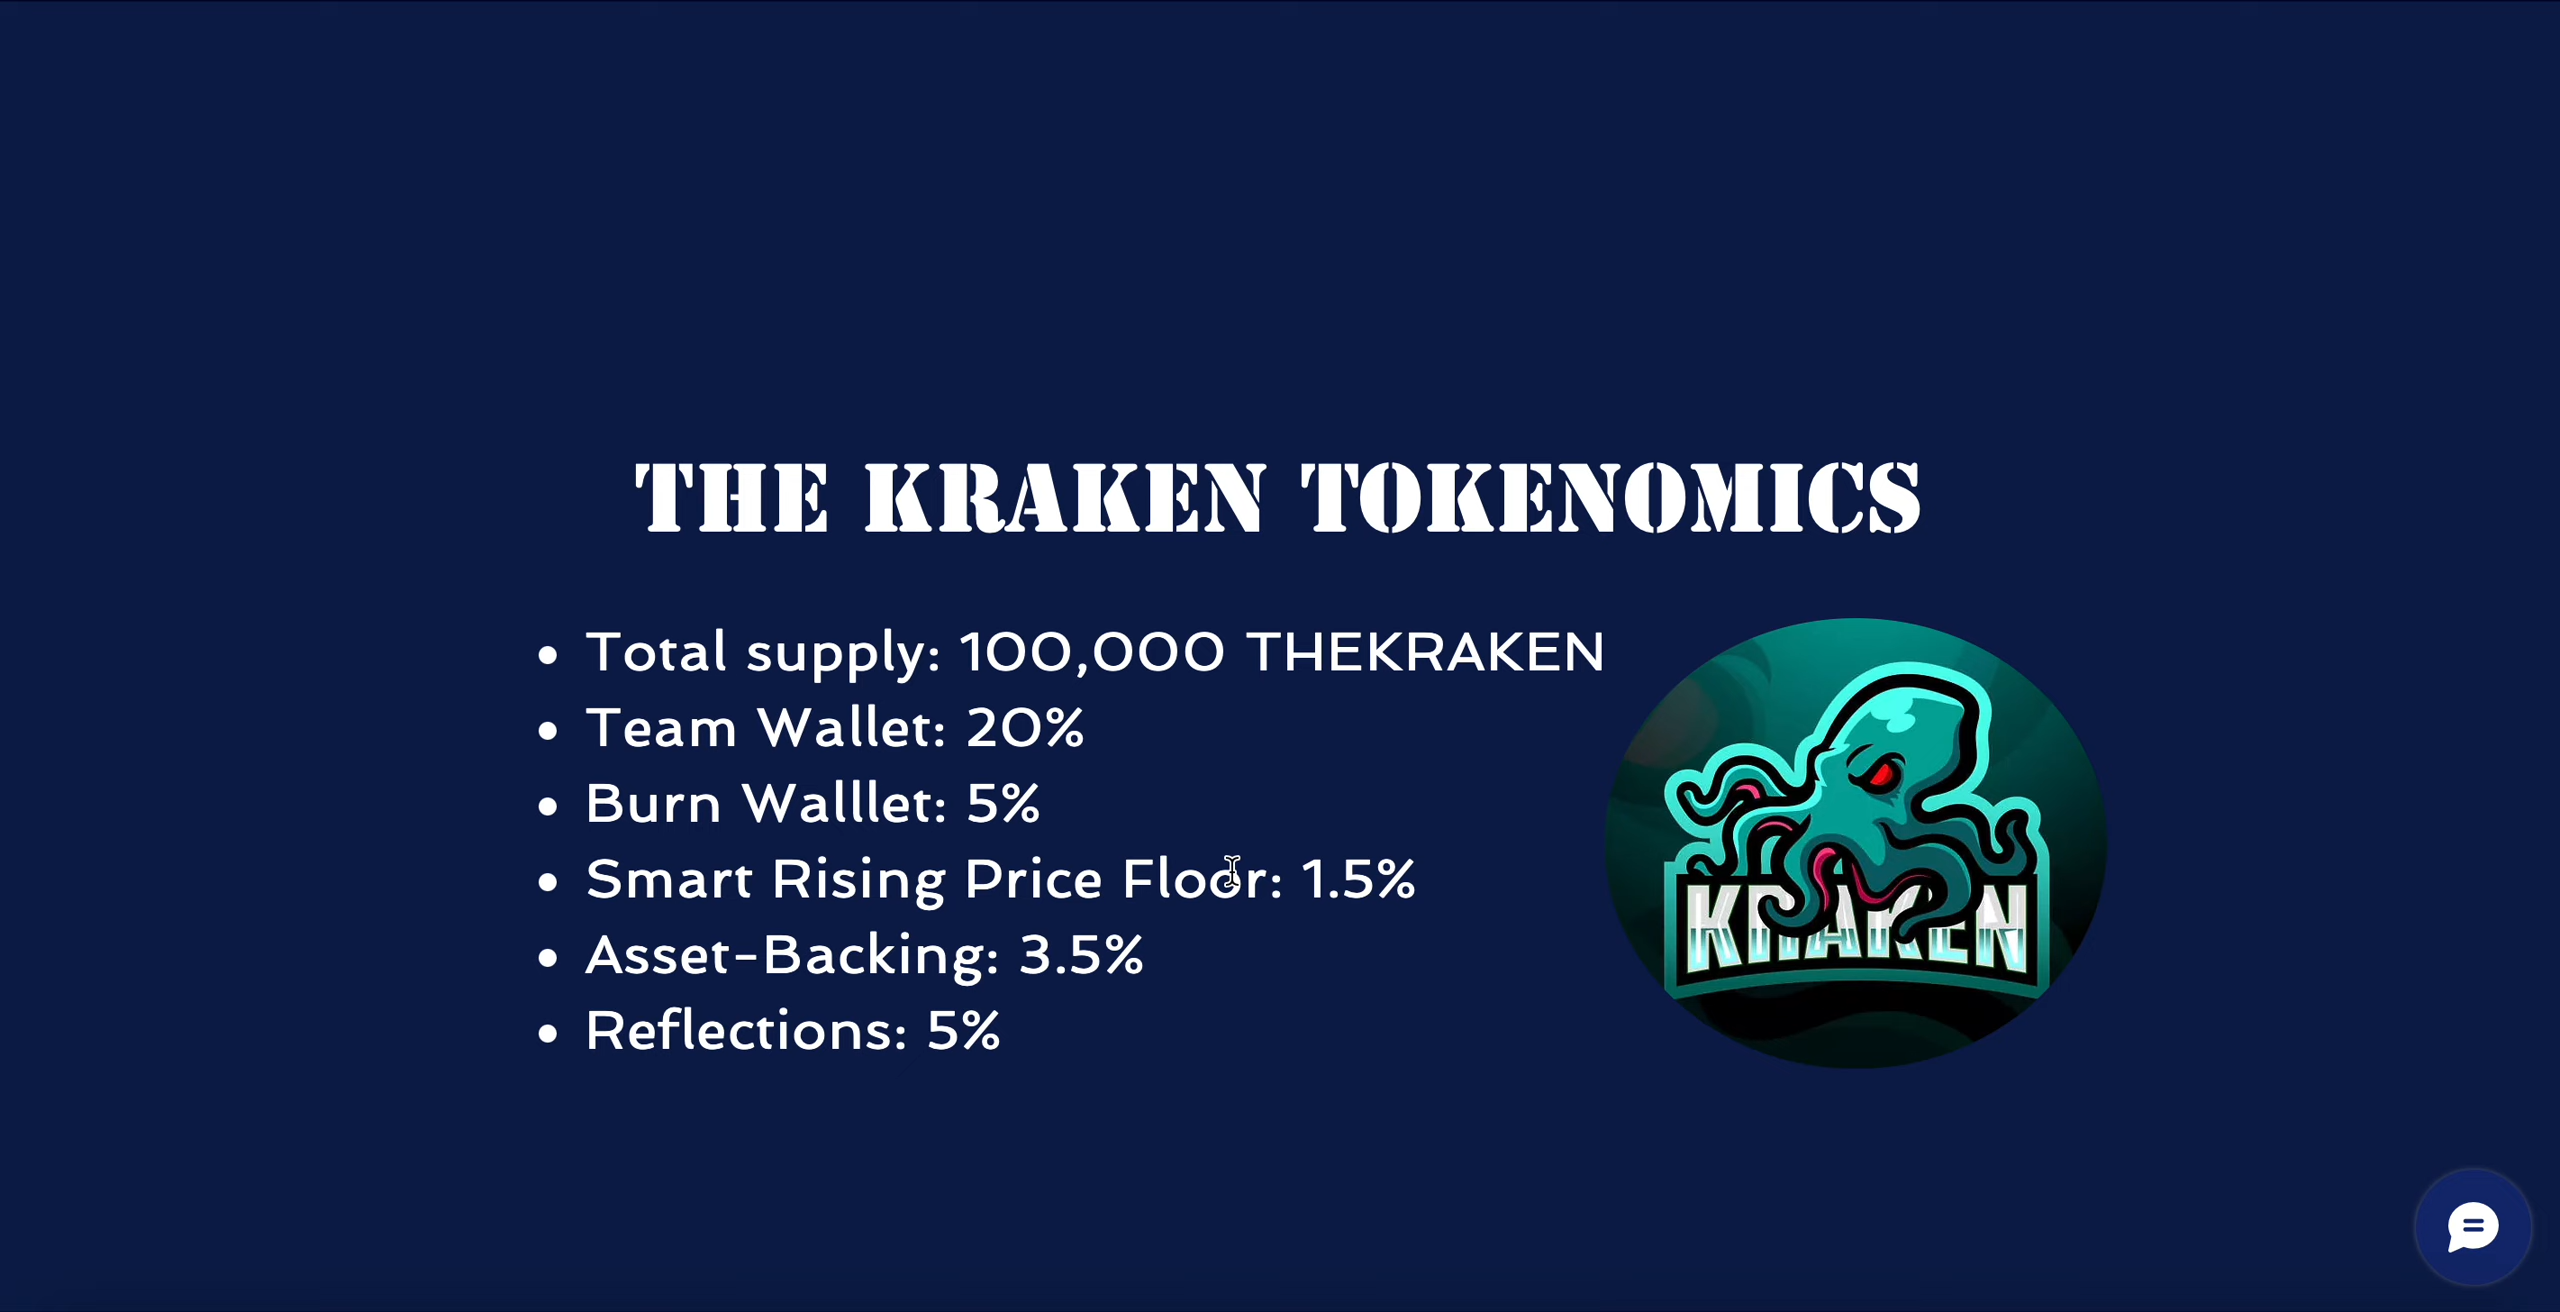 THE KRAKEN TOKENOMICS
• Total supply: 100,000 THEKRAKEN
• Team Wallet: 20%
• Burn Walllet: 5%
• Smart Rising Price Floor: 1.5%
• Asset-Backing: 3.5%
• Reflections: 5%
KRAKEN